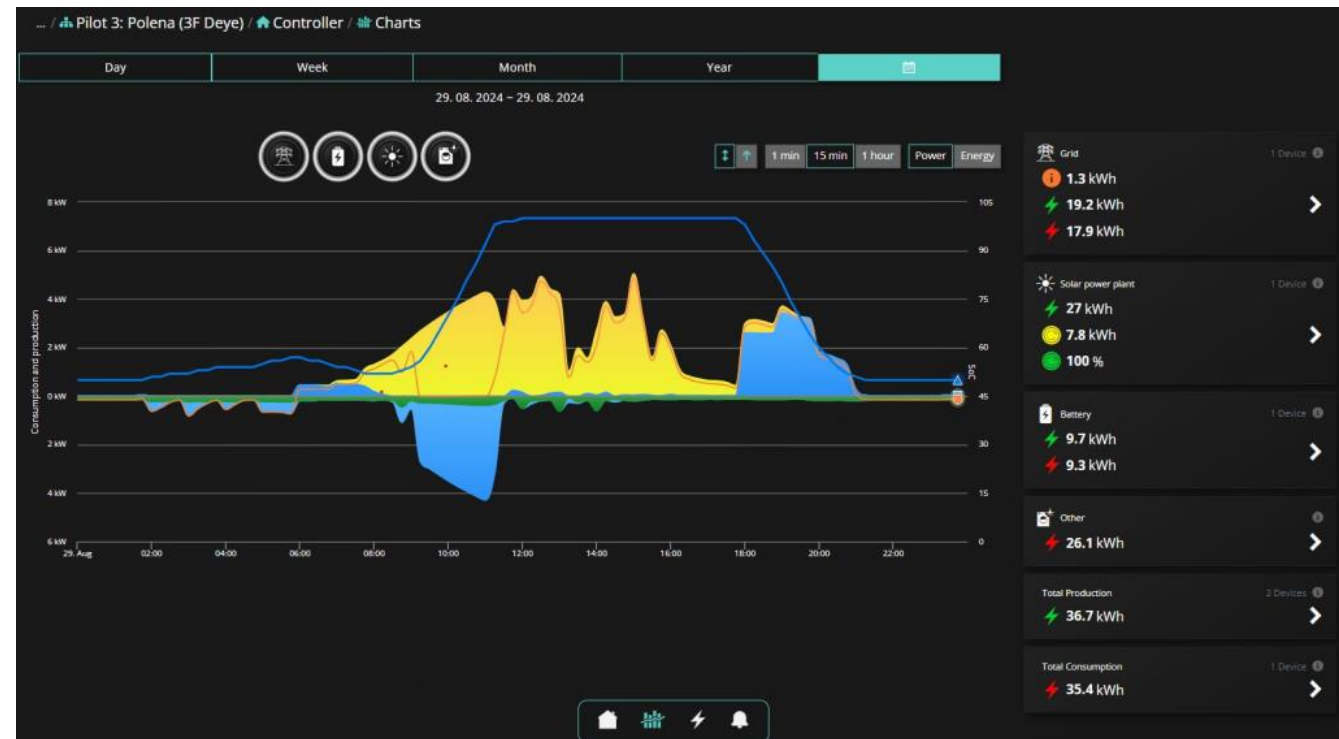 ... / Pilot 3: Polena (3F Deye) / Controller / Charts
Day Week Month Year
29. 08. 2024 – 29. 08. 2024
1 min 15 min 1 hour Power Energy
8 kW 105
6 kW 90
4 kW 75
2 kW 60
0 kW 45
2 kW 30
4 kW 15
6 kW 0
Consumption and production
SoC
29. Aug 02:00 04:00 06:00 08:00 10:00 12:00 14:00 16:00 18:00 20:00 22:00
Grid 1 Device
1.3 kWh
19.2 kWh
17.9 kWh
Solar power plant 1 Device
27 kWh
7.8 kWh
100 %
Battery 1 Device
9.7 kWh
9.3 kWh
Other
26.1 kWh
Total Production 2 Devices
36.7 kWh
Total Consumption 1 Device
35.4 kWh